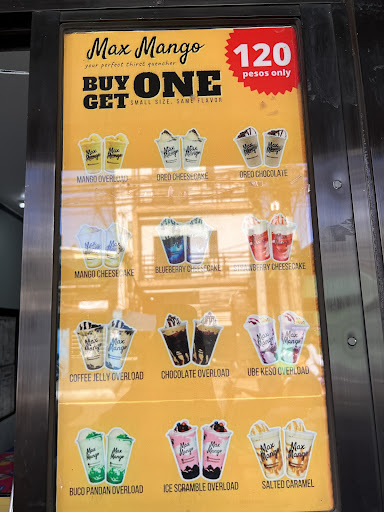 Max Mango
your perfect thirst quencher
120
pesos only
BUY ONE
GET
SMALL SIZE, SAME FLAVOR
MANGO OVERLOAD
OREO CHEESECAKE
OREO CHOCOLATE
MANGO CHEESECAKE
BLUEBERRY CHEESECAKE
STRAWBERRY CHEESECAKE
COFFEE JELLY OVERLOAD
CHOCOLATE OVERLOAD
UBE KESO OVERLOAD
BUCO PANDAN OVERLOAD
ICE SCRAMBLE OVERLOAD
SALTED CARAMEL